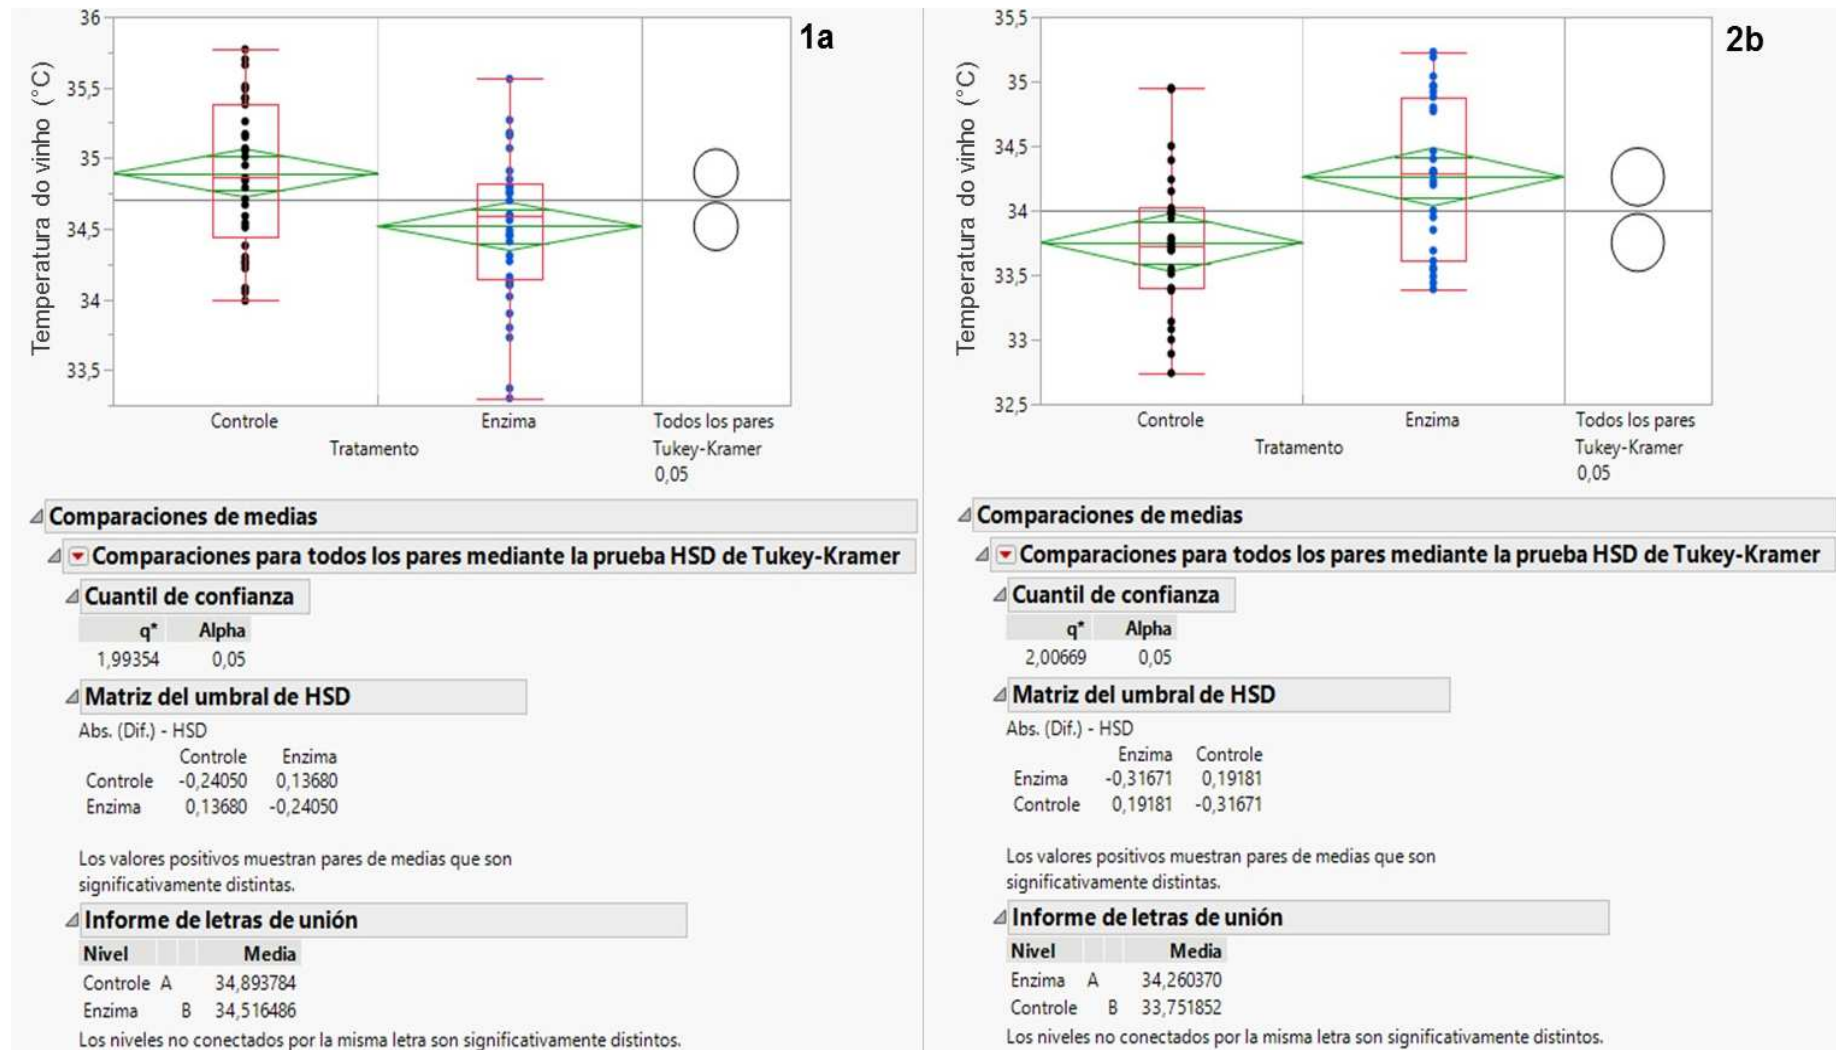 1a
Temperatura do vinho (°C)
36
35,5
35
34,5
34
33,5
Controle
Enzima
Todos los pares
Tratamento
Tukey-Kramer
0,05
Comparaciones de medias
Comparaciones para todos los pares mediante la prueba HSD de Tukey-Kramer
Cuantil de confianza
q* Alpha
1,99354 0,05
Matriz del umbral de HSD
Abs. (Dif.) - HSD
Controle Enzima
Controle -0,24050 0,13680
Enzima 0,13680 -0,24050
Los valores positivos muestran pares de medias que son
significativamente distintas.
Informe de letras de unión
Nivel Media
Controle A 34,893784
Enzima B 34,516486
Los niveles no conectados por la misma letra son significativamente distintos.
2b
Temperatura do vinho (°C)
35,5
35
34,5
34
33,5
33
32,5
Controle
Enzima
Todos los pares
Tratamento
Tukey-Kramer
0,05
Comparaciones de medias
Comparaciones para todos los pares mediante la prueba HSD de Tukey-Kramer
Cuantil de confianza
q* Alpha
2,00669 0,05
Matriz del umbral de HSD
Abs. (Dif.) - HSD
Enzima Controle
Enzima -0,31671 0,19181
Controle 0,19181 -0,31671
Los valores positivos muestran pares de medias que son
significativamente distintas.
Informe de letras de unión
Nivel Media
Enzima A 34,260370
Controle B 33,751852
Los niveles no conectados por la misma letra son significativamente distintos.